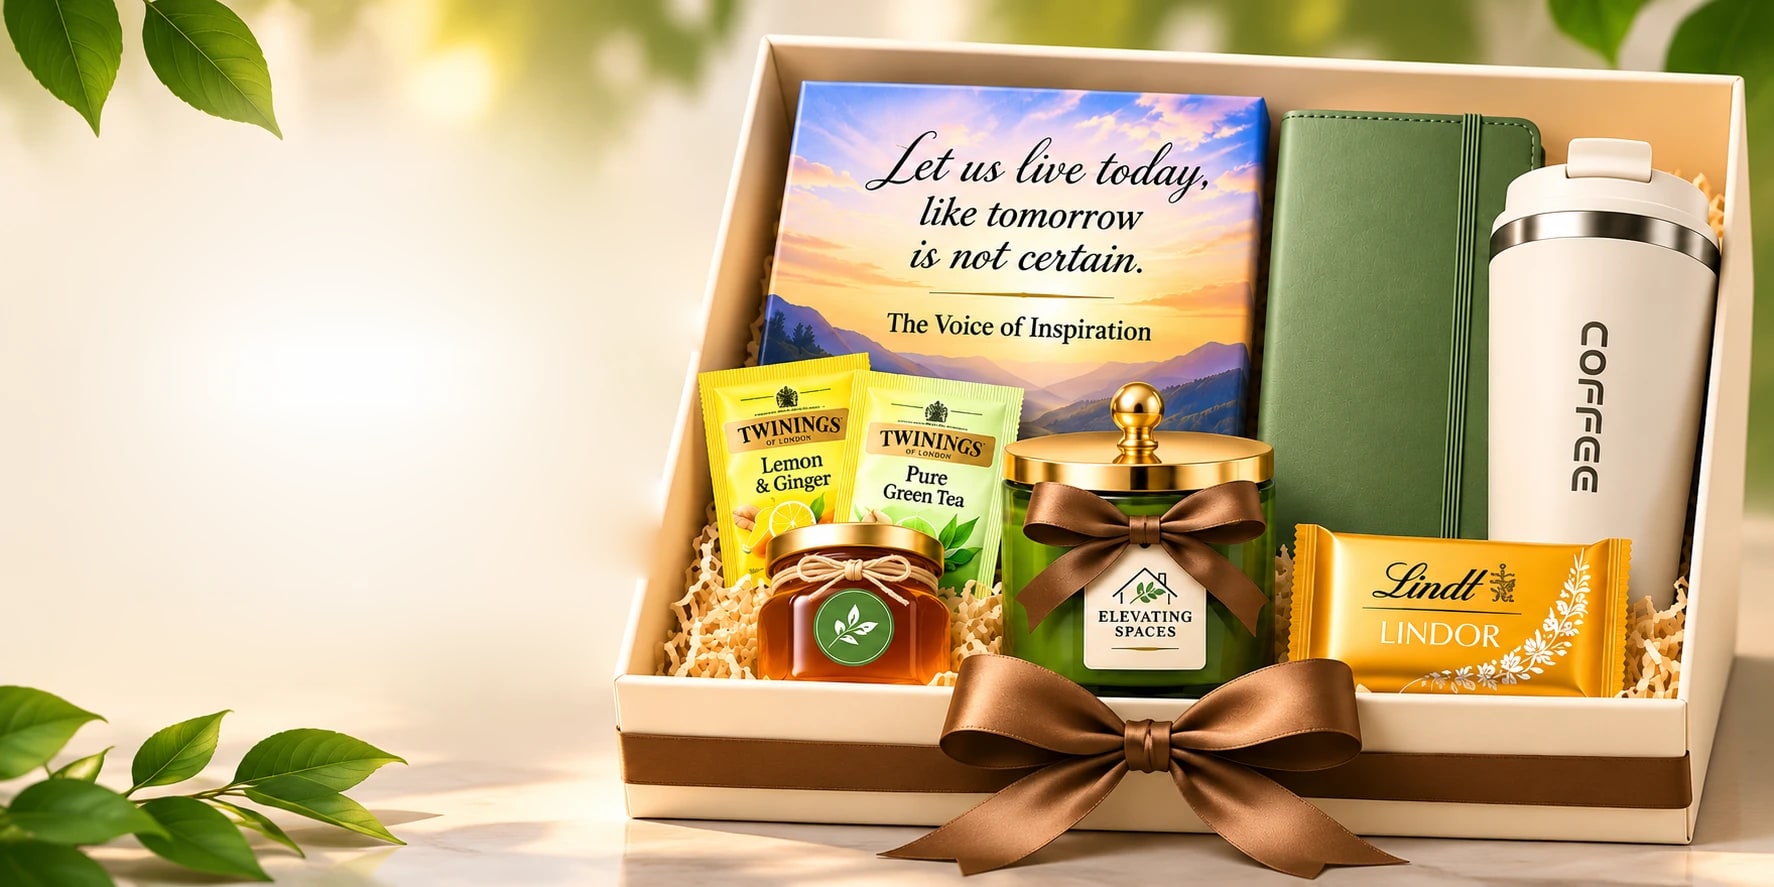 Let us live today,
like tomorrow
is not certain.
The Voice of Inspiration
TWININGS
OF LONDON
Lemon
& Ginger
TWININGS
OF LONDON
Pure
Green Tea
ELEVATING
SPACES
COFFEE
Lindt
LINDOR